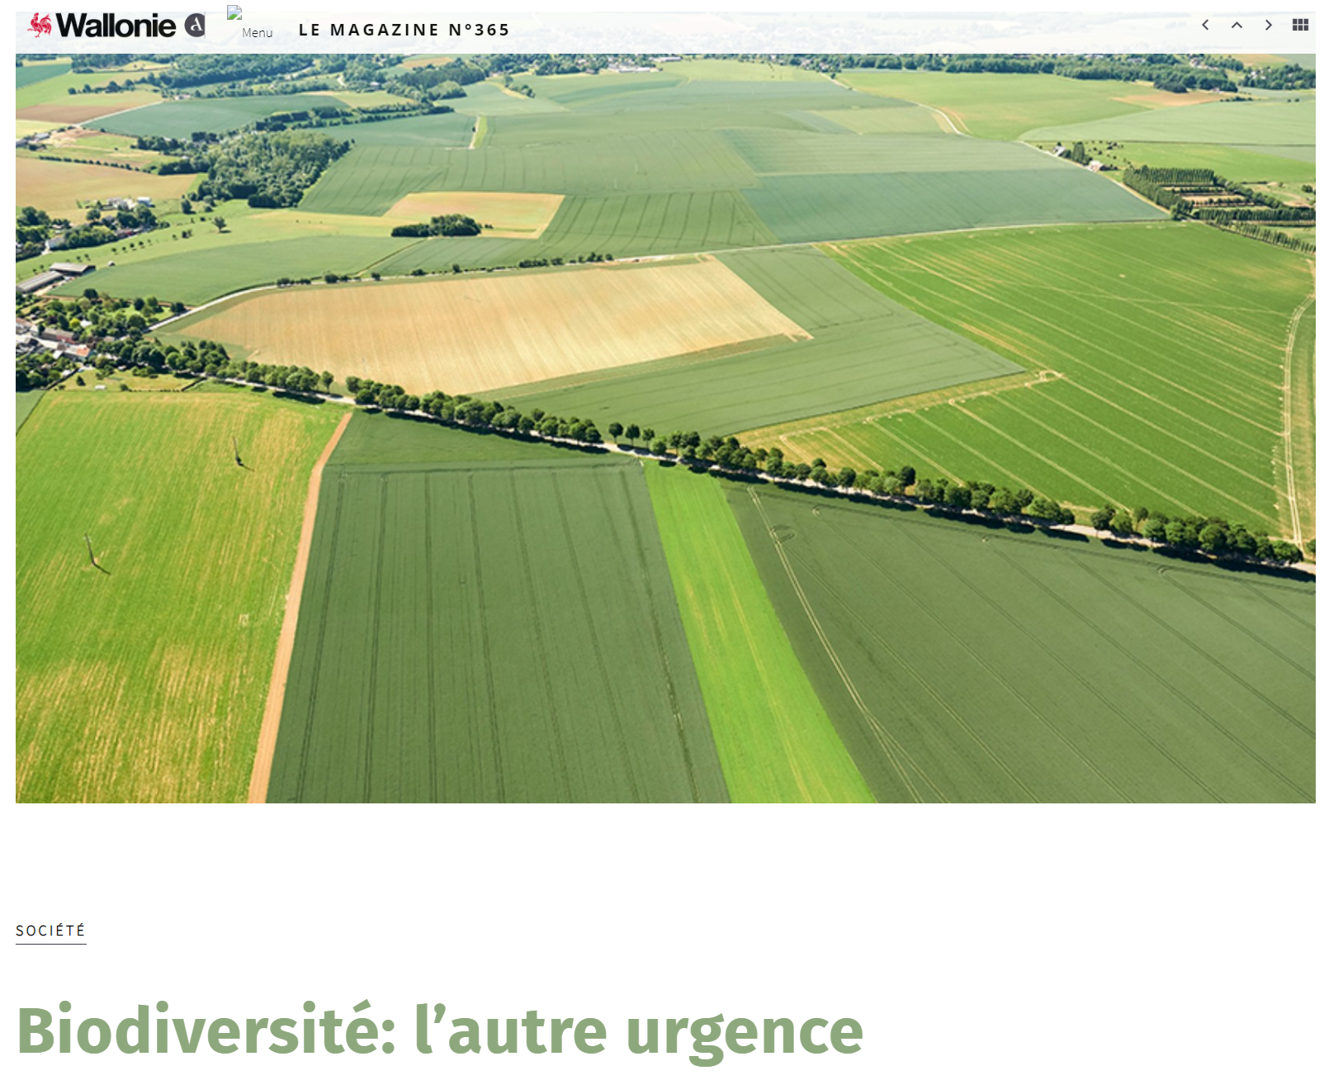 Wallonie A
Menu
LE MAGAZINE N°365
SOCIÉTÉ
Biodiversité: l’autre urgence